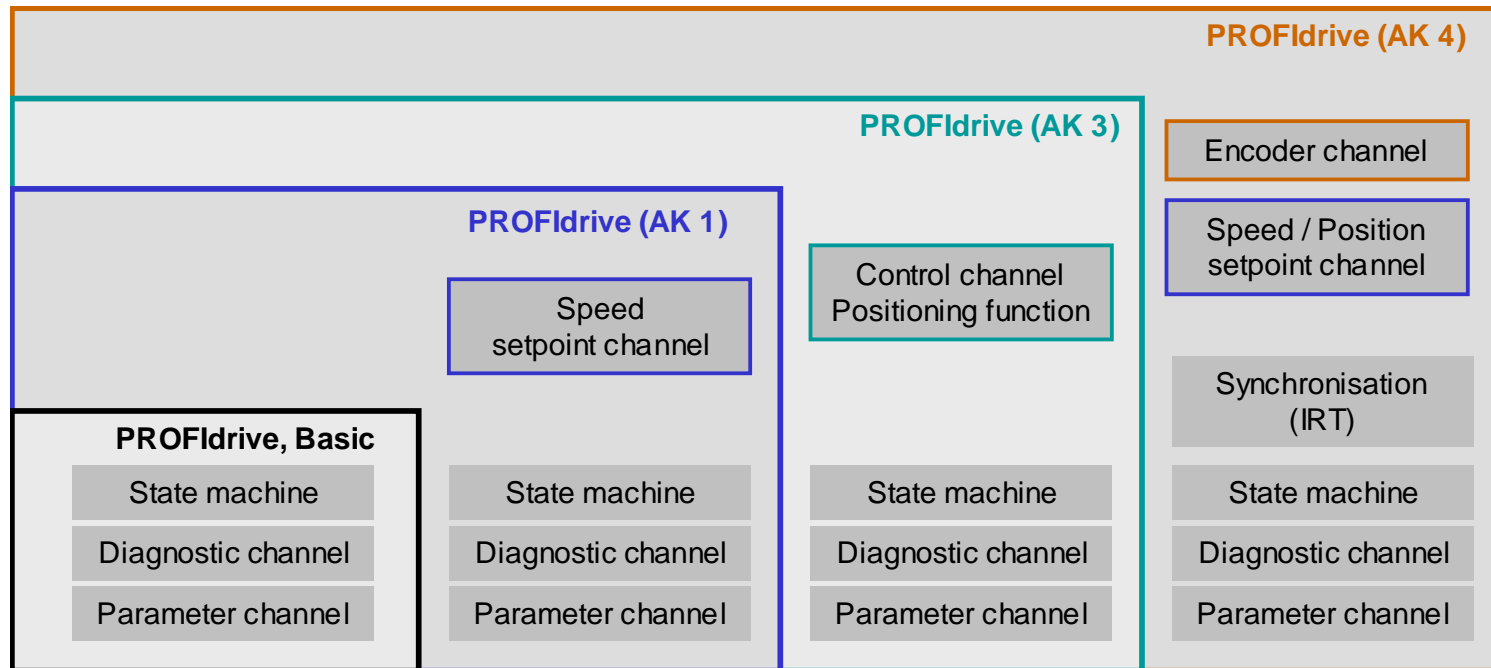 PROFIdrive (AK 4)
PROFIdrive (AK 3)
Encoder channel
PROFIdrive (AK 1)
Speed / Position
setpoint channel
Control channel
Positioning function
Speed
setpoint channel
Synchronisation
(IRT)
PROFIdrive, Basic
State machine
State machine
State machine
State machine
Diagnostic channel
Diagnostic channel
Diagnostic channel
Diagnostic channel
Parameter channel
Parameter channel
Parameter channel
Parameter channel